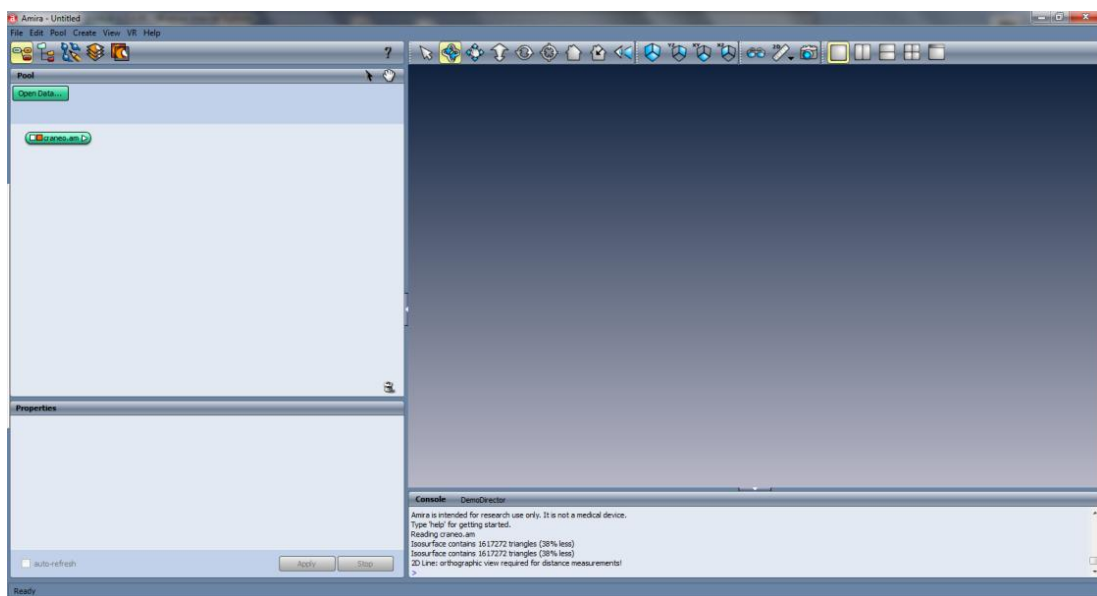 Amira - Untitled
File Edit Pool Create View VR Help
?
Pool
Open Data...
craneo.am
Properties
auto-refresh
Apply
Stop
Console DemoDirector
Amira is intended for research use only. It is not a medical device.
Type 'help' for getting started.
Reading craneo.am
Isosurface contains 1617272 triangles (38% less)
Isosurface contains 1617272 triangles (38% less)
2D Line: orthographic view required for distance measurements!
>
Ready